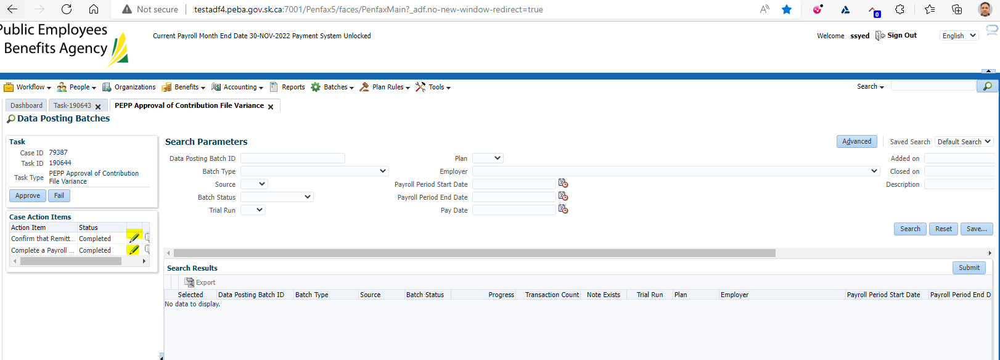 Not secure testadf4.peba.gov.sk.ca:7001/Penfax5/faces/PenfaxMain?_adf.no-new-window-redirect=true
0
Public Employees
Benefits Agency
Current Payroll Month End Date 30-NOV-2022 Payment System Unlocked
Welcome ssyed Sign Out English
Workflow People Organizations Benefits Accounting Reports Batches Plan Rules Tools Search
Dashboard Task-190643 PEPP Approval of Contribution File Variance
Data Posting Batches
Task
Case ID 79387
Task ID 190644
Task Type PEPP Approval of Contribution
File Variance
Approve Fail
Case Action Items
Action Item Status
Confirm that Remitt... Completed
Complete a Payroll ... Completed
Search Parameters Advanced Saved Search Default Search
Data Posting Batch ID Plan Added on
Batch Type Employer Closed on
Source Payroll Period Start Date Description
Batch Status Payroll Period End Date
Trial Run Pay Date
Search Reset Save...
Search Results Submit
Export
Selected Data Posting Batch ID Batch Type Source Batch Status Progress Transaction Count Note Exists Trial Run Plan Employer Payroll Period Start Date Payroll Period End D
No data to display.